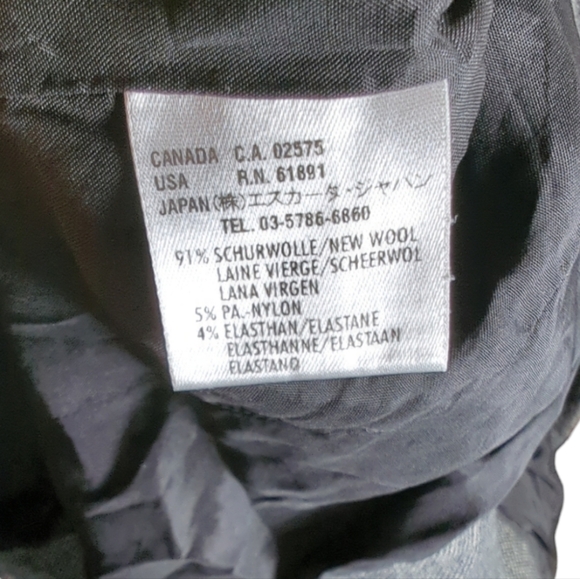 CANADA C.A. 02575
USA R.N. 61891
JAPAN(株)エスカーダ・ジャパン
TEL. 03-5786-6860
91% SCHURWOLLE/NEW WOOL
LAINE VIERGE/SCHEERWOL
LANA VIRGEN
5% PA.-NYLON
4% ELASTHAN/ELASTANE
ELASTHANNE/ELASTAAN
ELASTANO